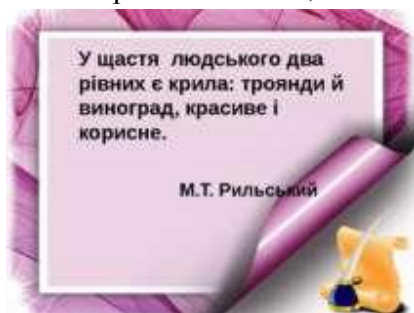 У щастя людського два
рівних є крила: троянди й
виноград, красиве і
корисне.
М.Т. Рильський